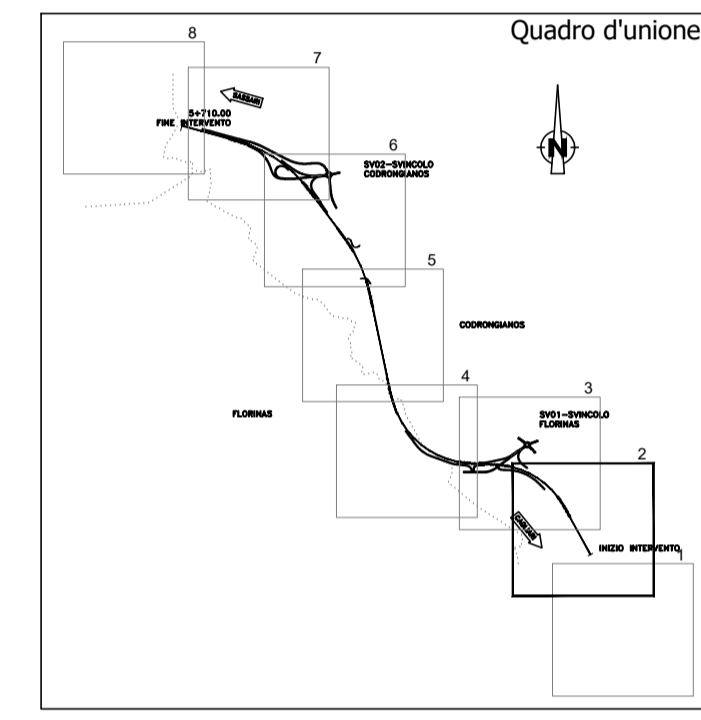 Quadro d'unione
8
7
SASSARI
5+710.00
FINE INTERVENTO
N
6
SV02-SVINCOLO
CODRONGIANOS
5
CODRONGIANOS
4
3
FLORINAS
SV01-SVINCOLO
FLORINAS
2
CAGLIARI
INIZIO INTERVENTO
1